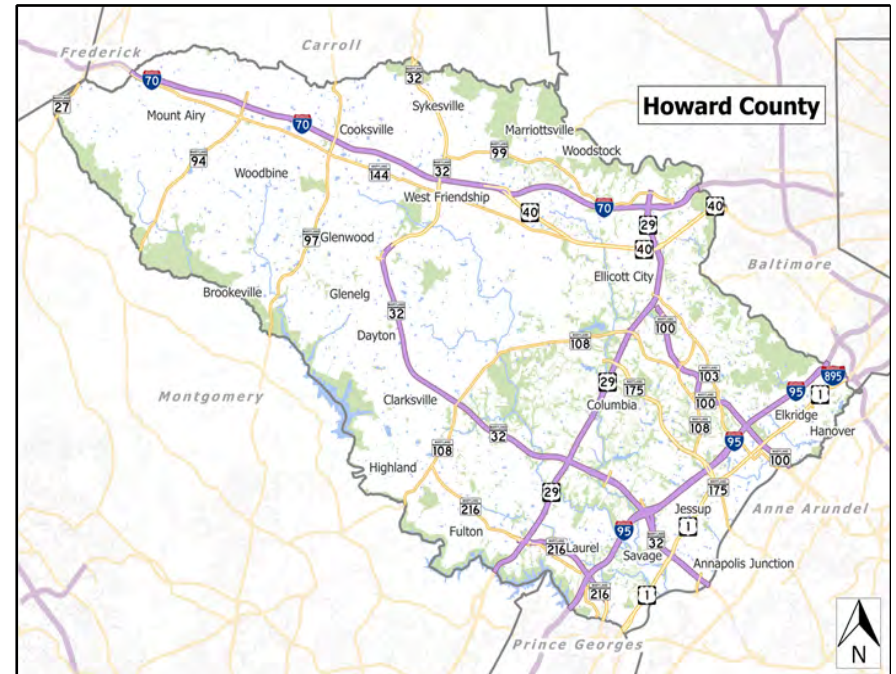 Frederick
Carroll
Howard County
70
32
27
Mount Airy
Sykesville
70
Cooksville
Marriottsville
94
99
Woodstock
Woodbine
144
32
West Friendship
70
40
40
29
97
Glenwood
40
Ellicott City
Baltimore
Brookeville
Glenelg
32
Dayton
108
100
Montgomery
Clarksville
29
175
Columbia
103
100
108
95
895
1
Elkridge
Hanover
108
32
95
100
Highland
29
175
Anne Arundel
216
Fulton
Jessup
1
95
216
Laurel
Savage
32
Annapolis Junction
216
1
Prince Georges
N